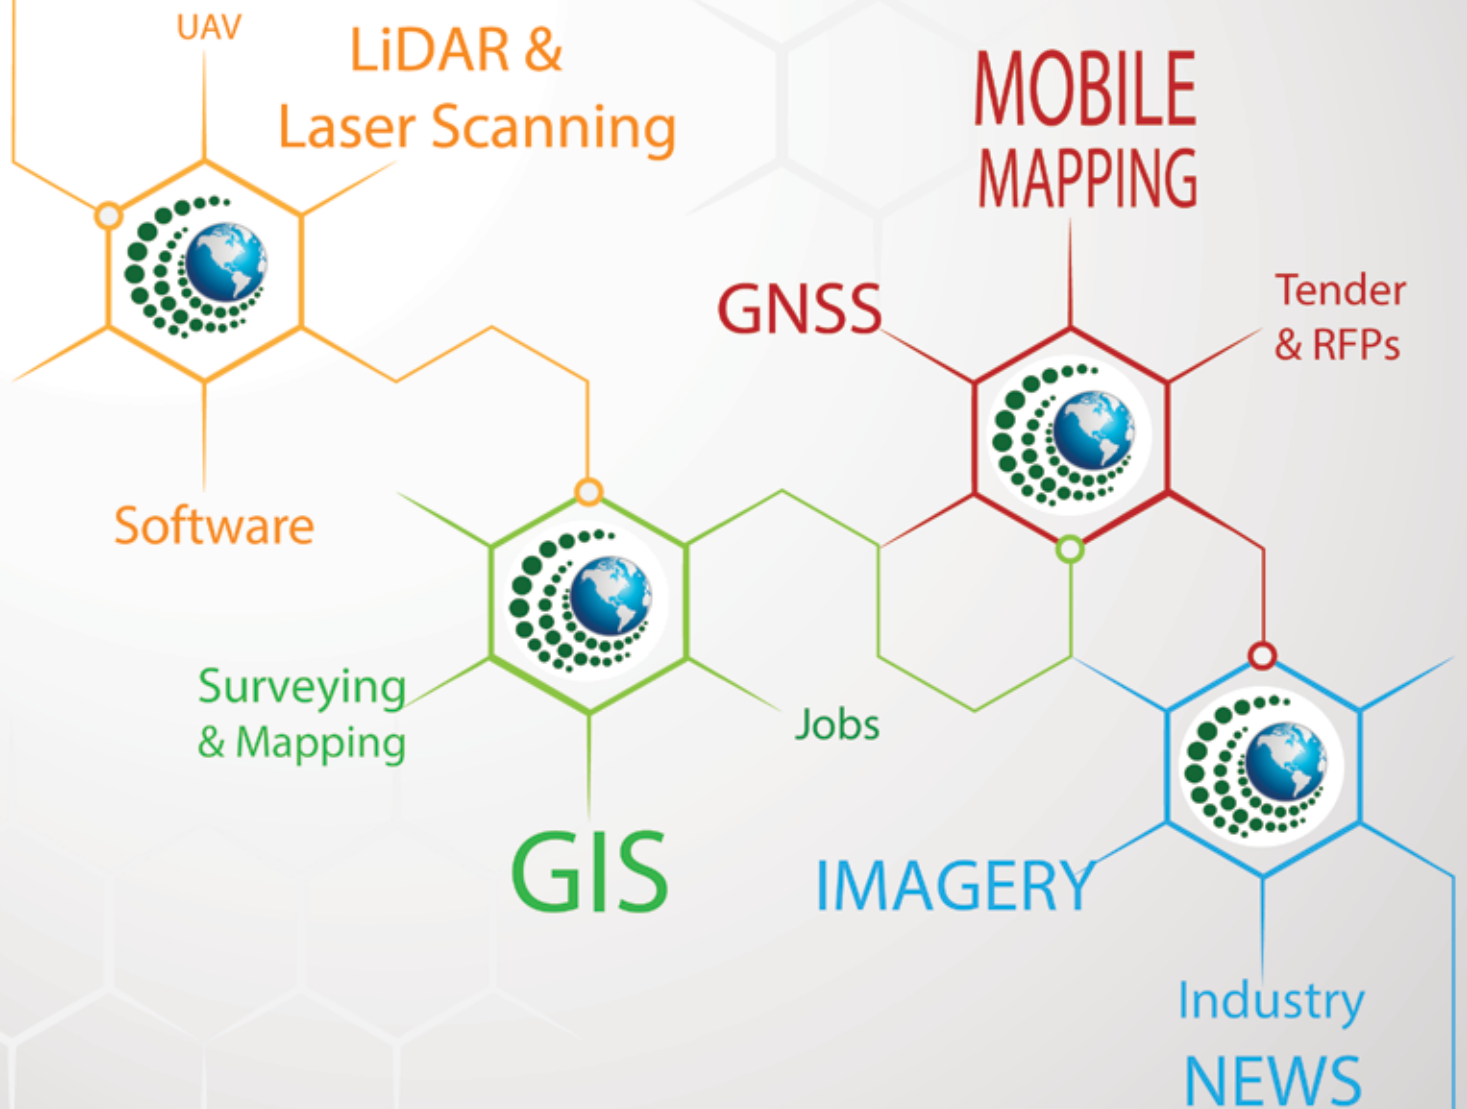 UAV
LiDAR &
Laser Scanning
Software
MOBILE
MAPPING
GNSS
Tender
& RFPs
Surveying
& Mapping
Jobs
GIS
IMAGERY
Industry
NEWS